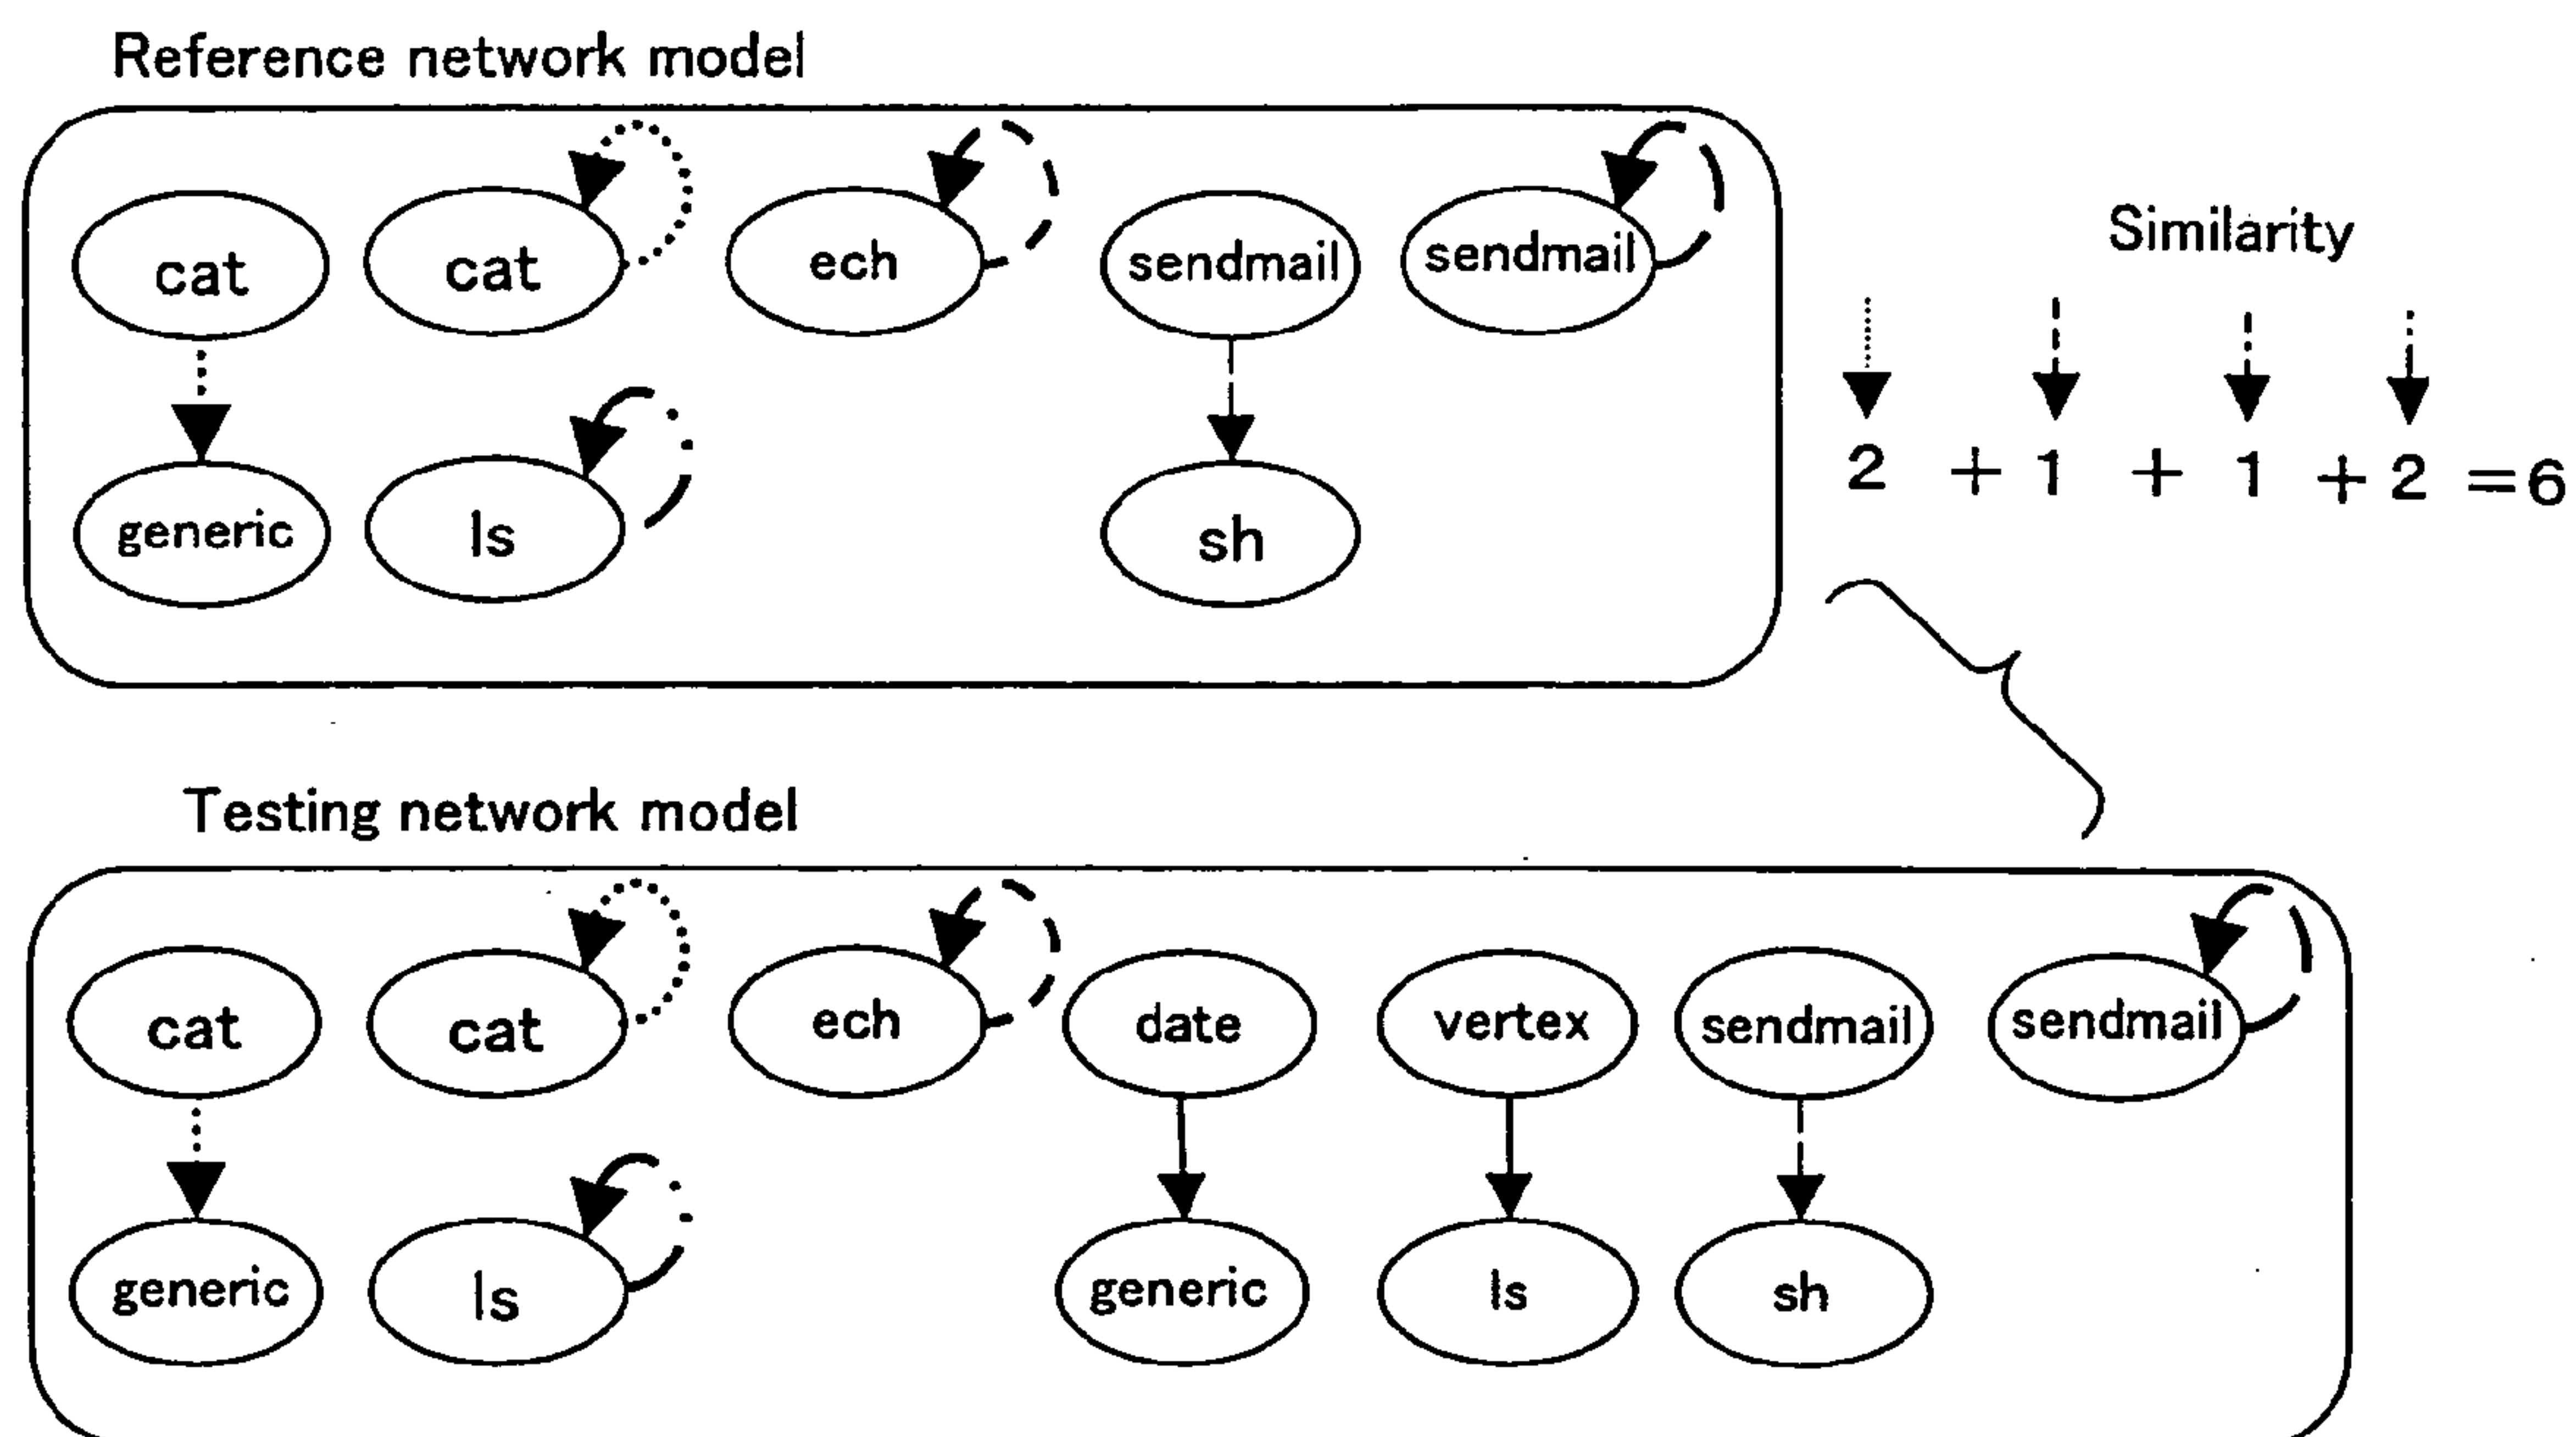 Reference network model
cat cat ech sendmail sendmail
generic ls sh
Similarity
2 + 1 + 1 + 2 = 6
Testing network model
cat cat ech date vertex sendmail sendmail
generic ls generic ls sh